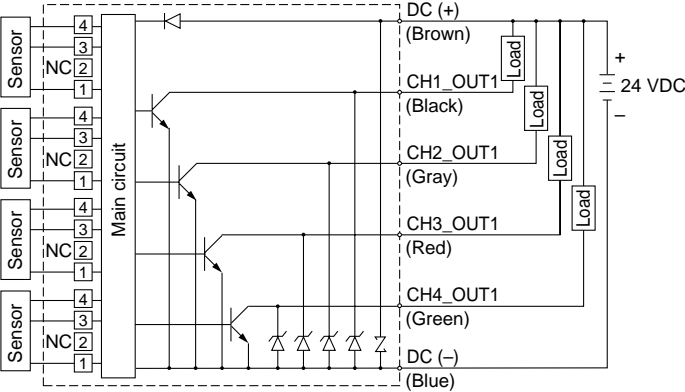 DC (+)
(Brown)
Sensor
4
3
NC 2
1
Load
+
24 VDC
–
CH1_OUT1
(Black)
Load
Sensor
4
3
NC 2
1
Main circuit
CH2_OUT1
(Gray)
Load
Sensor
4
3
NC 2
1
CH3_OUT1
(Red)
Load
Sensor
4
3
NC 2
1
CH4_OUT1
(Green)
DC (–)
(Blue)